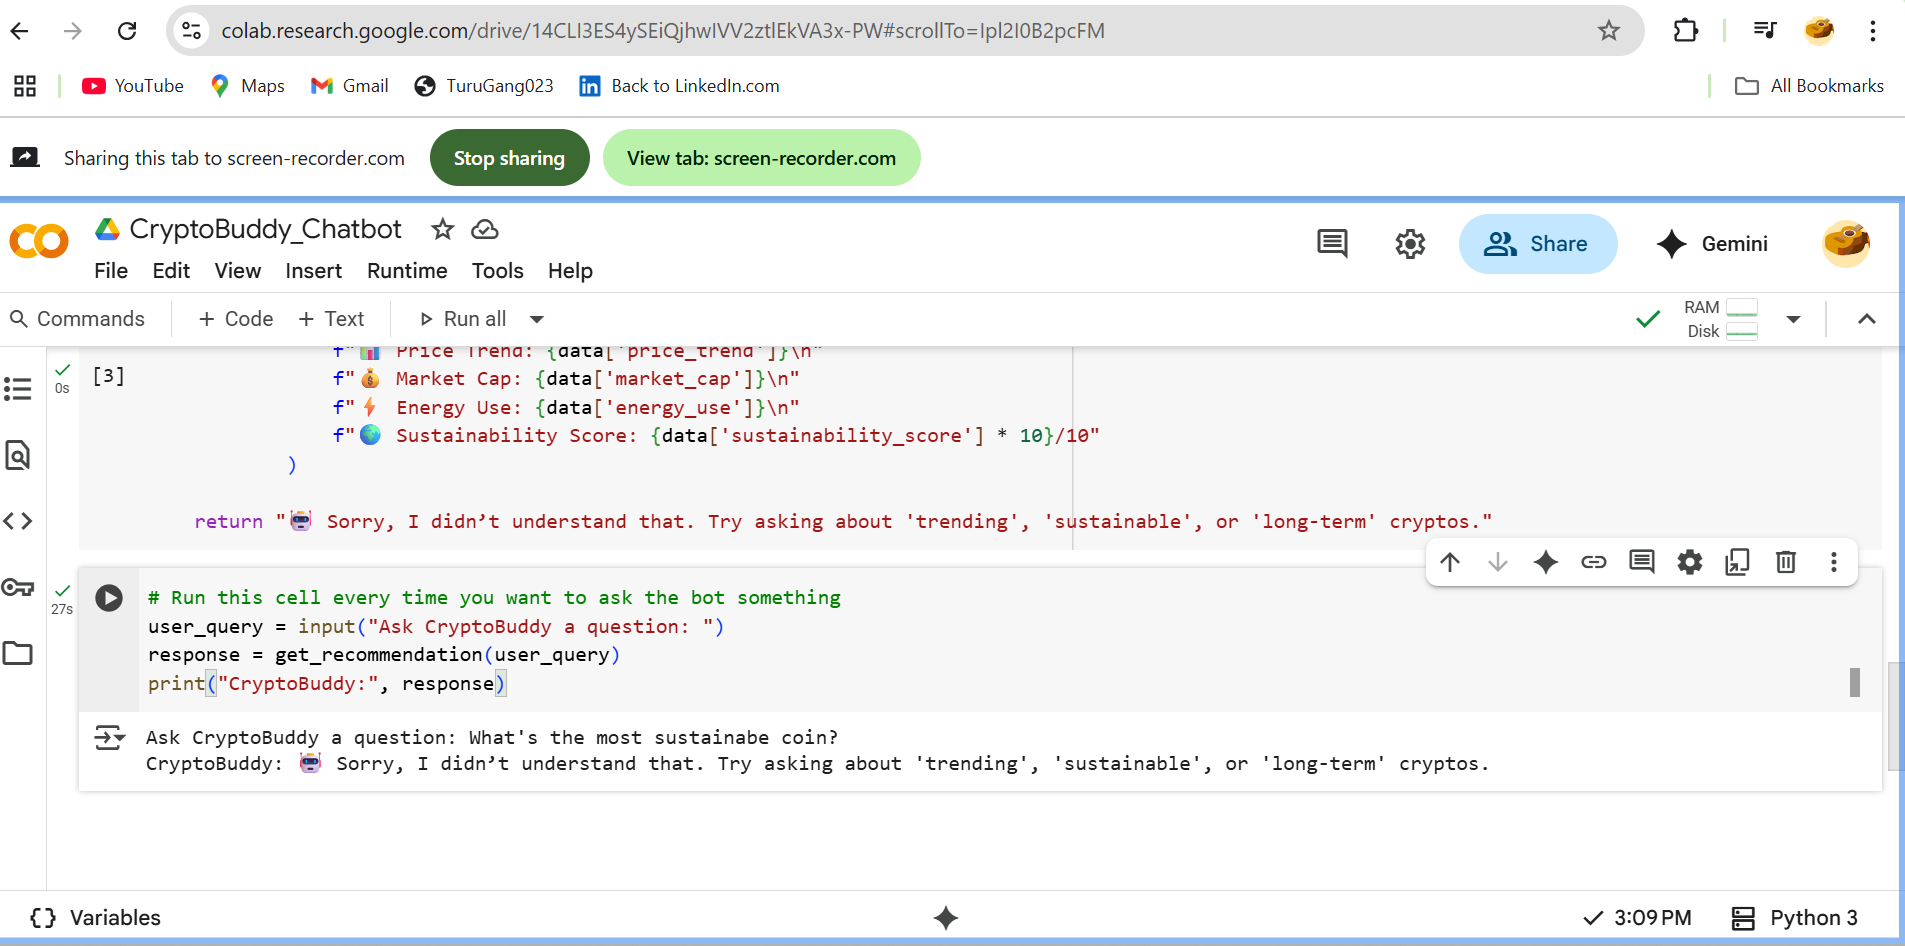 colab.research.google.com/drive/14CLI3ES4ySEiQjhwIVV2ztlEkVA3x-PW#scrollTo=Ipl2I0B2pcFM
YouTube Maps Gmail TuruGang023 Back to LinkedIn.com All Bookmarks
Sharing this tab to screen-recorder.com Stop sharing View tab: screen-recorder.com
CryptoBuddy_Chatbot
Share Gemini
File Edit View Insert Runtime Tools Help
Commands + Code + Text Run all RAM
Disk
f"📊 Price Trend: {data['price_trend']}\n"
[3] f"💰 Market Cap: {data['market_cap']}\n"
0s
f"⚡ Energy Use: {data['energy_use']}\n"
f"🌍 Sustainability Score: {data['sustainability_score'] * 10}/10"
)
return "🤖 Sorry, I didn’t understand that. Try asking about 'trending', 'sustainable', or 'long-term' cryptos."
27s
# Run this cell every time you want to ask the bot something
user_query = input("Ask CryptoBuddy a question: ")
response = get_recommendation(user_query)
print("CryptoBuddy:", response)
Ask CryptoBuddy a question: What's the most sustainabe coin?
CryptoBuddy: 🤖 Sorry, I didn’t understand that. Try asking about 'trending', 'sustainable', or 'long-term' cryptos.
{} Variables 3:09 PM Python 3